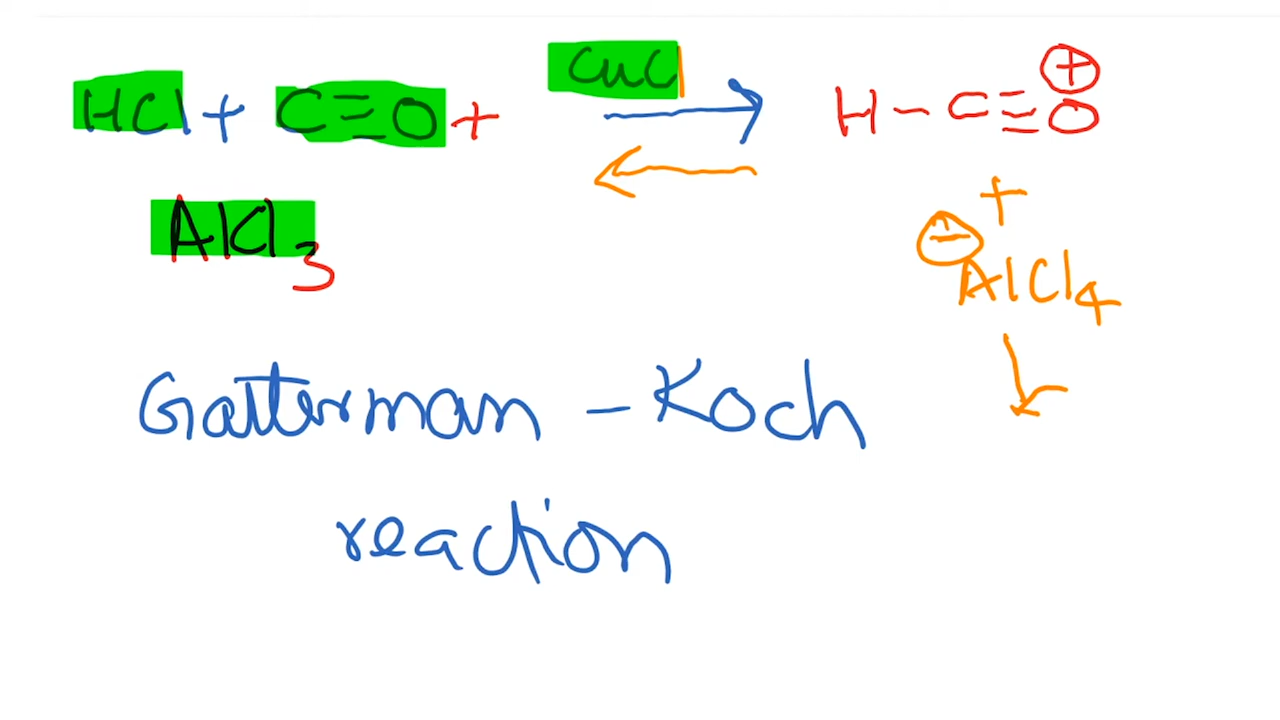 CuCl
HCl + C≡O + → H-C≡O ⊕
← +
AlCl3 ⊖AlCl4
Gatterman - Koch
reaction